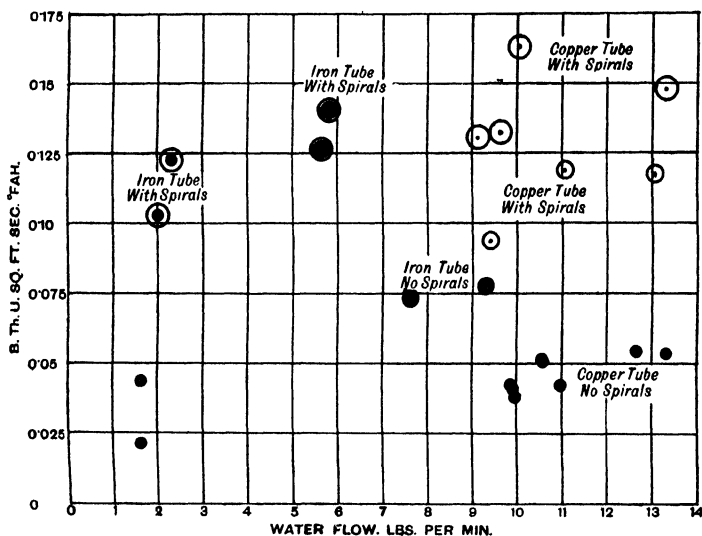 0·175
0·15
0·125
0·10
0·075
0·05
0·025
0
B. Th. U. SQ. FT. SEC. °FAH.
Iron Tube
With Spirals
Copper Tube
With Spirals
Iron Tube
With Spirals
Copper Tube
With Spirals
Iron Tube
No Spirals
Copper Tube
No Spirals
0 1 2 3 4 5 6 7 8 9 10 11 12 13 14
WATER FLOW. LBS. PER MIN.